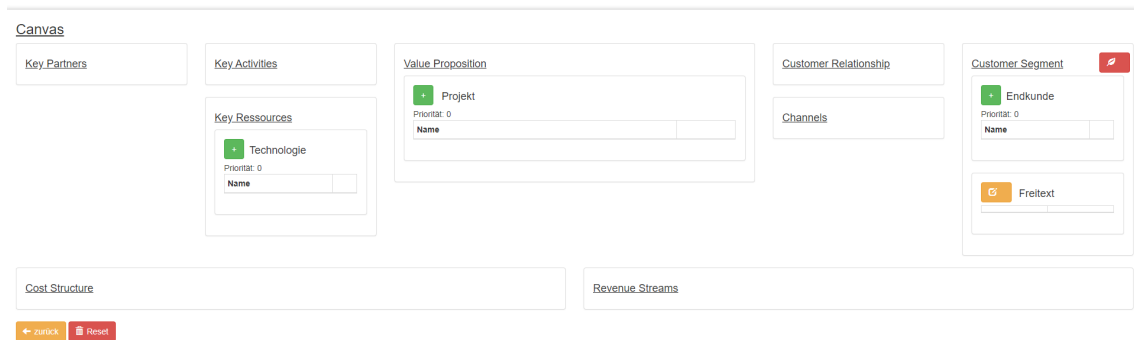 Canvas
Key Partners
Key Activities
Key Ressources
+ Technologie
Priorität: 0
Name
Value Proposition
+ Projekt
Priorität: 0
Name
Customer Relationship
Channels
Customer Segment
+ Endkunde
Priorität: 0
Name
Freitext
Cost Structure
Revenue Streams
zurück
Reset